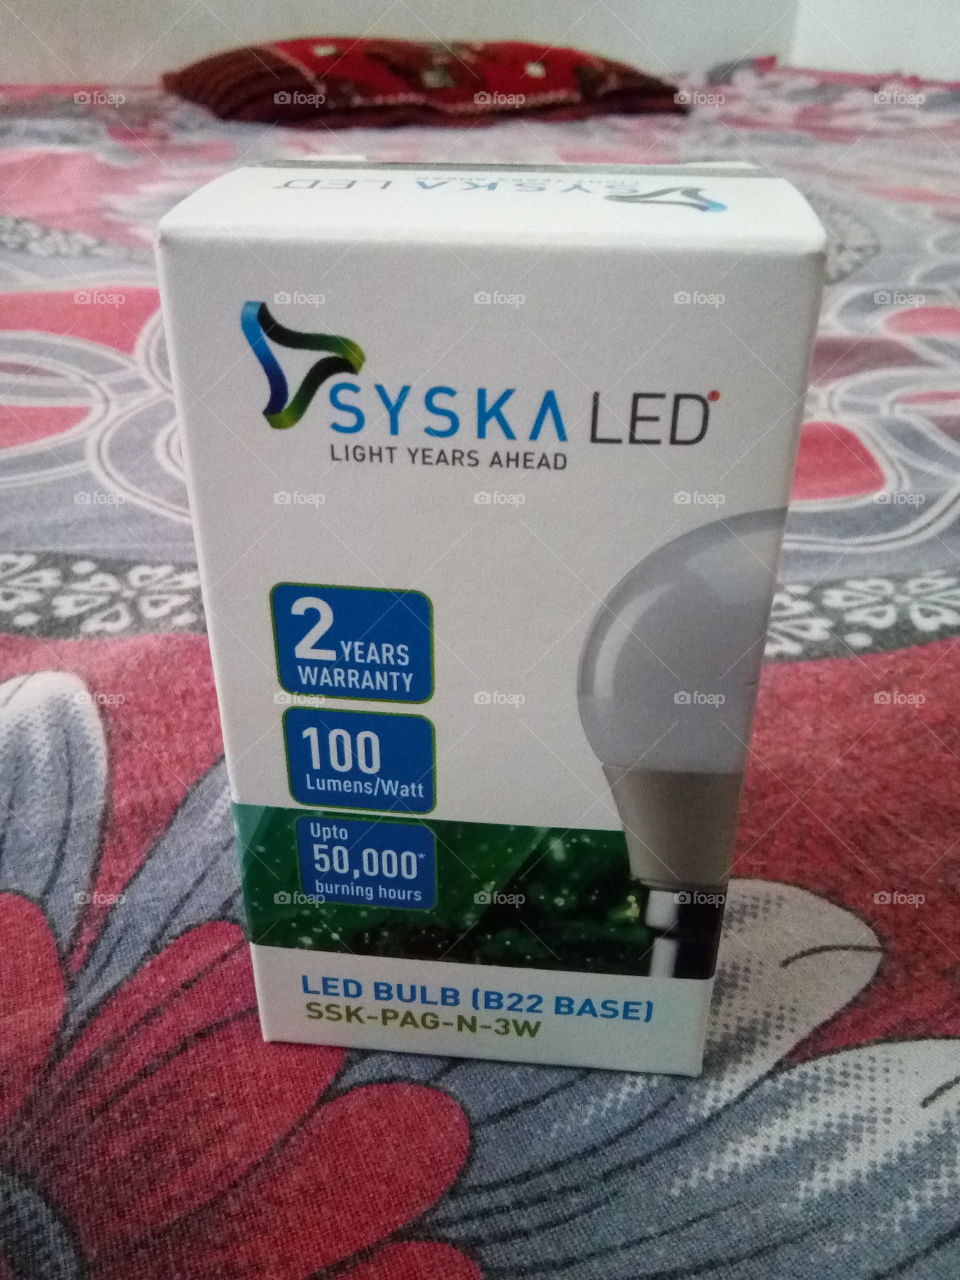 SYSKA LED
SYSKA LED
LIGHT YEARS AHEAD
2 YEARS
WARRANTY
100
Lumens/Watt
Upto
50,000*
burning hours
LED BULB (B22 BASE)
SSK-PAG-N-3W
foap